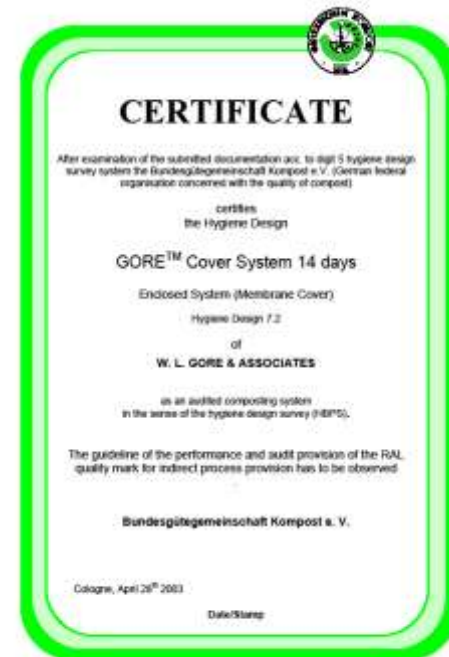 CERTIFICATE
After examination of the submitted documentation acc. to digit 5 hygiene design
survey system the Bundesgütegemeinschaft Kompost e.V. (German federal
organisation concerned with the quality of compost)
certifies
the Hygiene Design
GORE™ Cover System 14 days
Enclosed System (Membrane Cover)
Hygiene Design 7.2
of
W. L. GORE & ASSOCIATES
as an audited composting system
in the sense of the hygiene design survey (HBPS).
The guideline of the performance and audit provision of the RAL
quality mark for indirect process provision has to be observed
Bundesgütegemeinschaft Kompost e. V.
Cologne, April 28th 2003
Date/Stamp